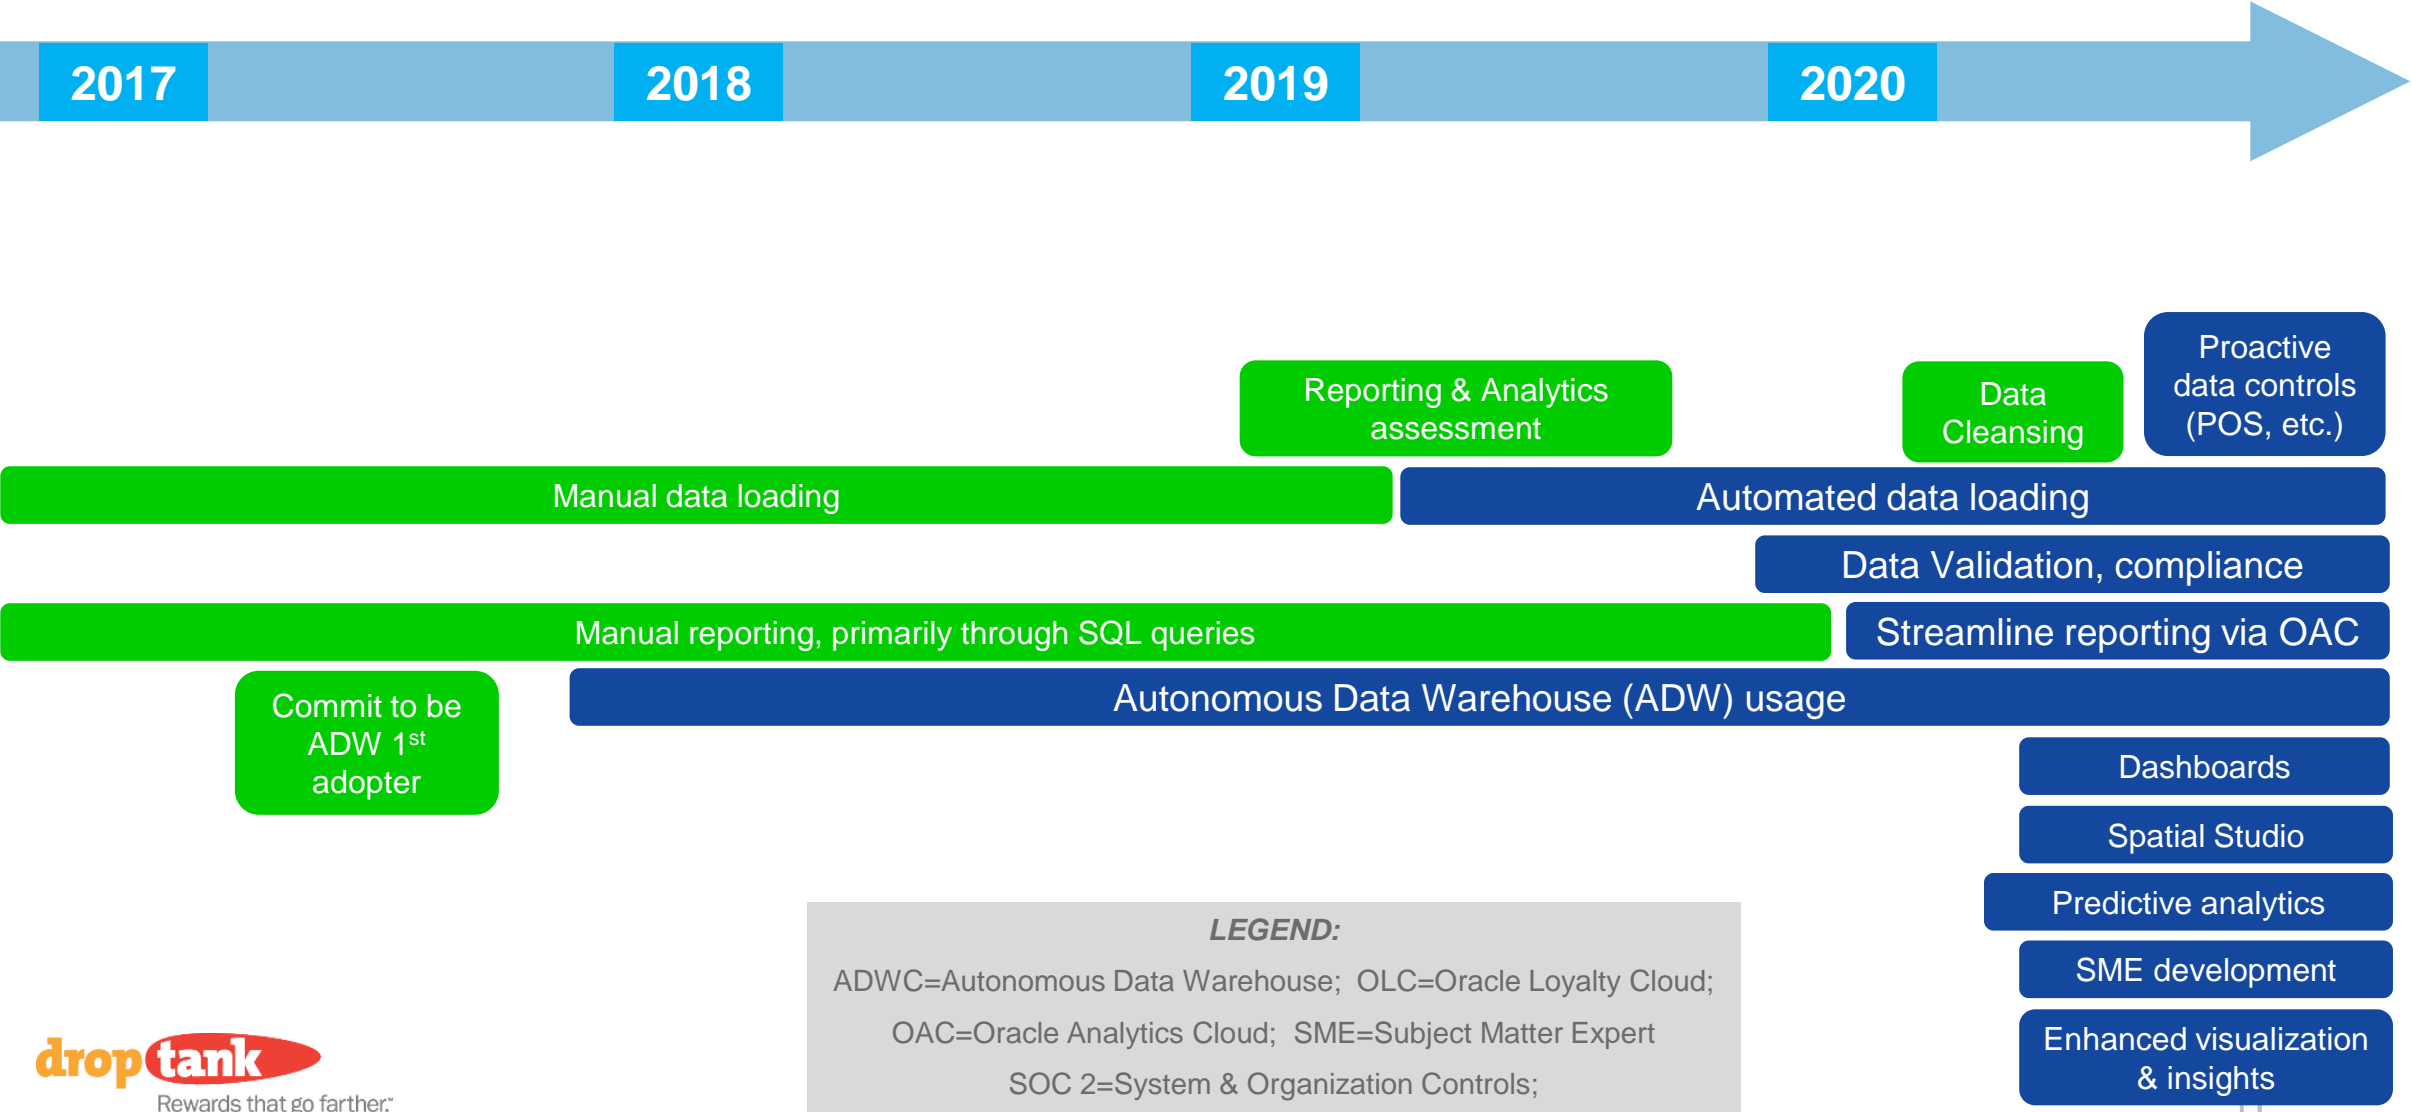 2017
2018
2019
2020
Proactive
data controls
(POS, etc.)
Reporting & Analytics
assessment
Data
Cleansing
Manual data loading
Automated data loading
Data Validation, compliance
Manual reporting, primarily through SQL queries
Streamline reporting via OAC
Autonomous Data Warehouse (ADW) usage
Commit to be
ADW 1st
adopter
Dashboards
Spatial Studio
Predictive analytics
SME development
Enhanced visualization
& insights
LEGEND:
ADWC=Autonomous Data Warehouse; OLC=Oracle Loyalty Cloud;
OAC=Oracle Analytics Cloud; SME=Subject Matter Expert
SOC 2=System & Organization Controls;
drop tank
Rewards that go farther.™